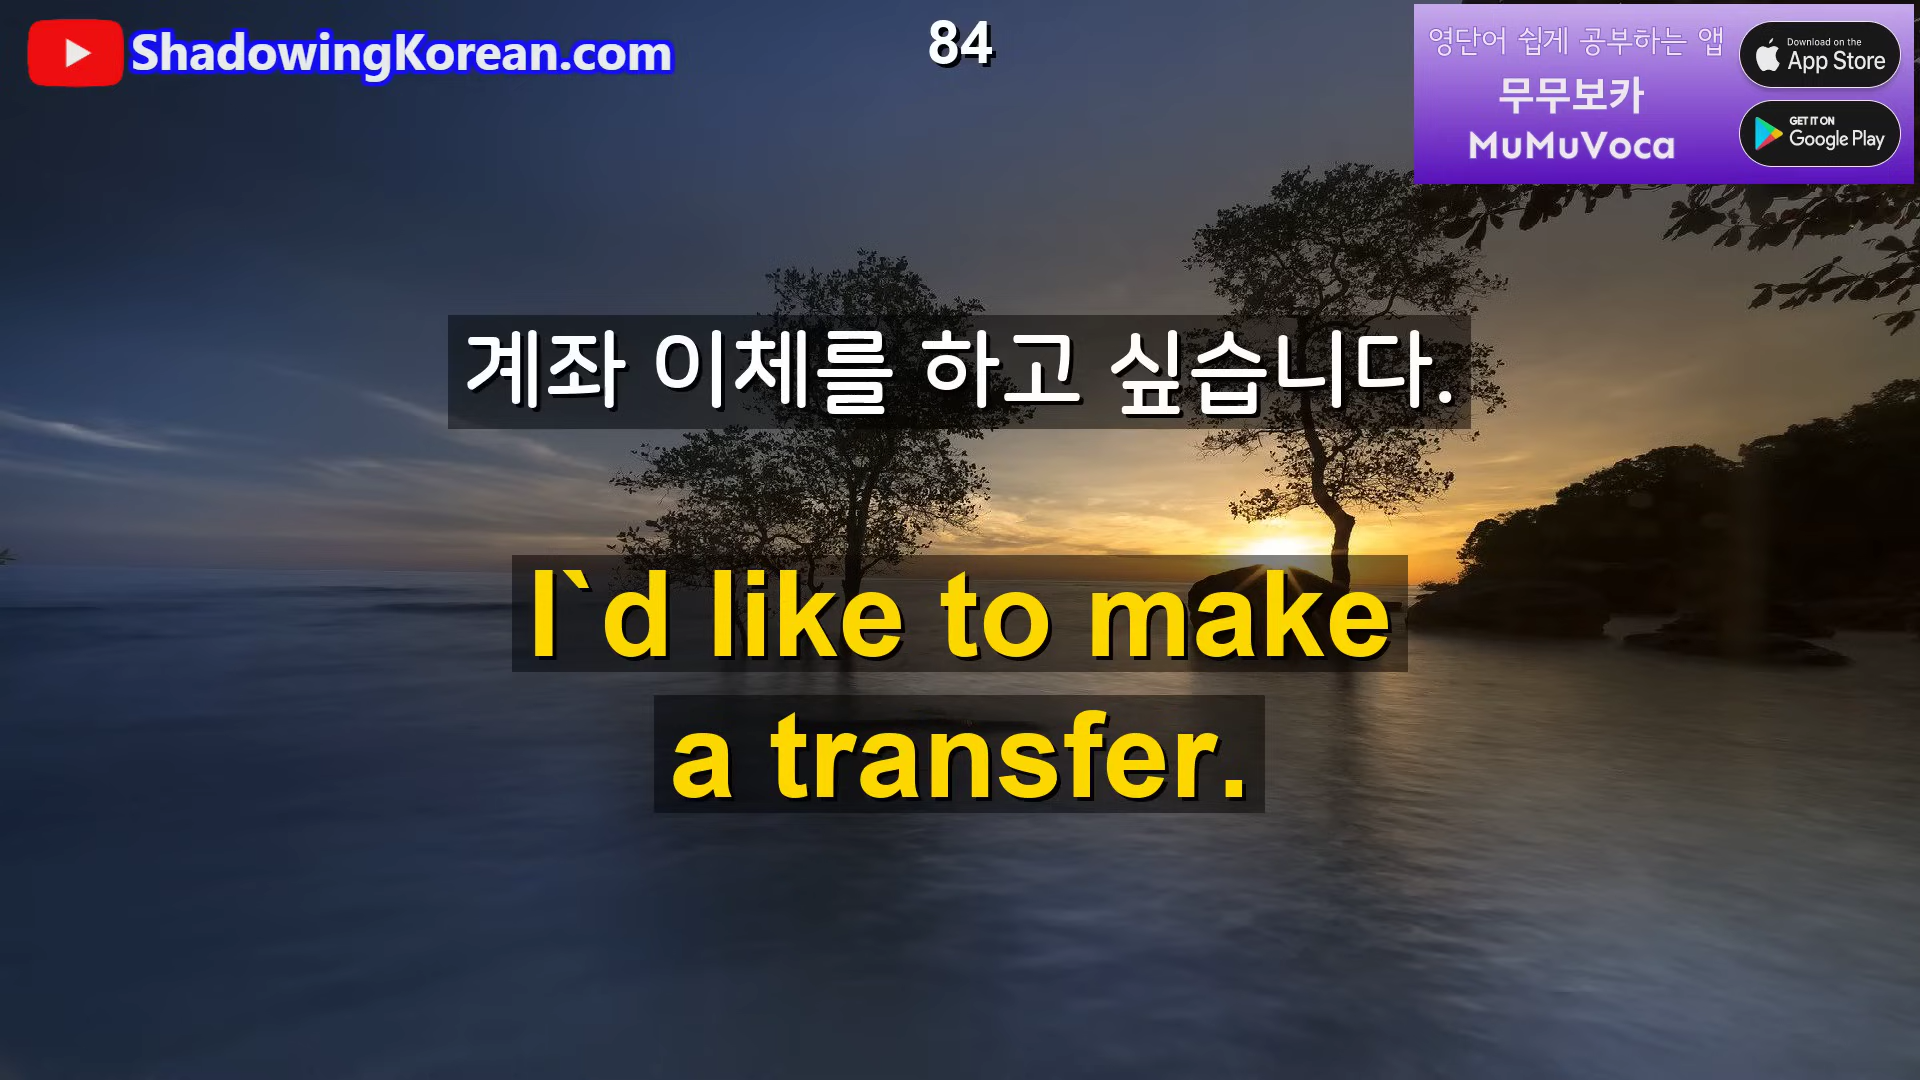 ShadowingKorean.com
84
영단어 쉽게 공부하는 앱
무무보카
MuMuVoca
Download on the
App Store
GET IT ON
Google Play
계좌 이체를 하고 싶습니다.
I`d like to make
a transfer.